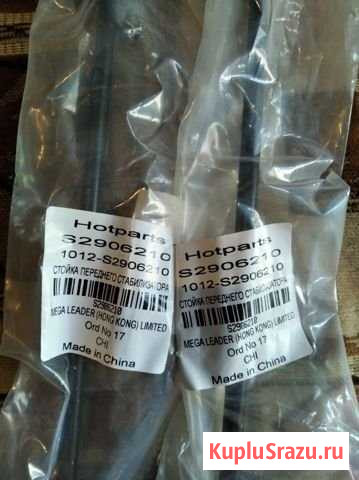 Hotparts
S2906210
1012-S2906210
СТОЙКА ПЕРЕДНЕГО СТАБИЛИЗАТОРА
S2906210
MEGA LEADER (HONG KONG) LIMITED
Ord No 17
CHI
Made in China
Hotparts
S2906210
1012-S2906210
СТОЙКА ПЕРЕДНЕГО СТАБИЛИЗАТОРА
S2906210
MEGA LEADER (HONG KONG) LIMITED
Ord No 17
CHI
Made in China
KupluSrazu.ru